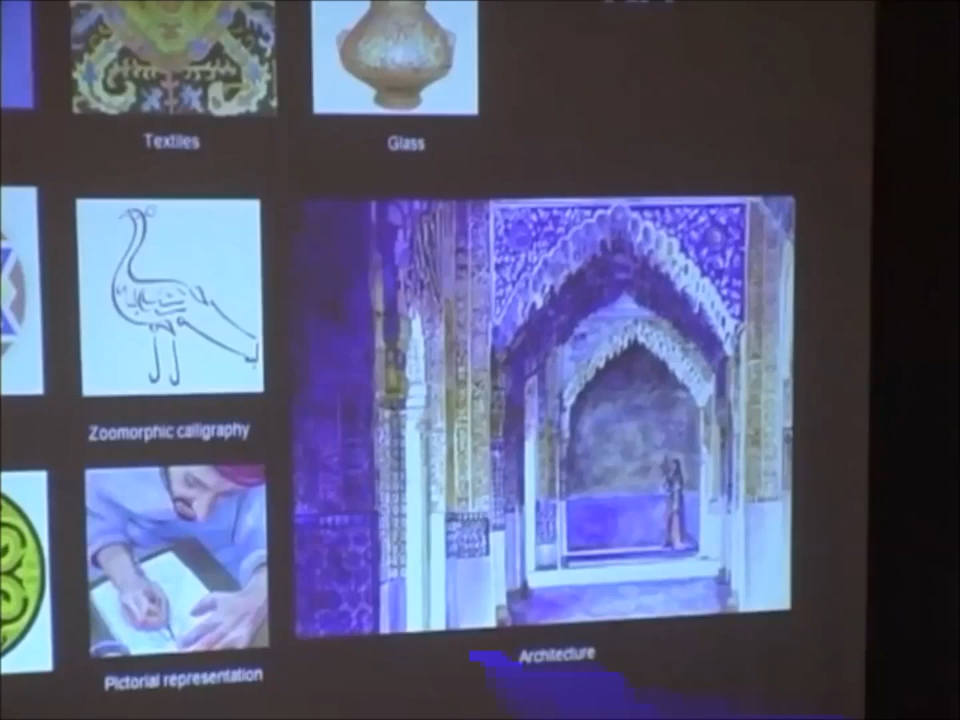 Textiles
Glass
Zoomorphic calligraphy
Architecture
Pictorial representation